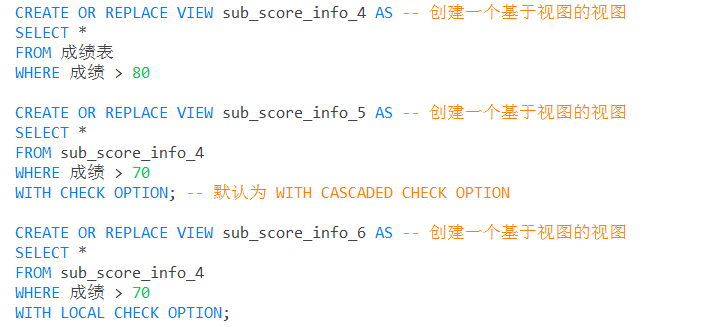 CREATE OR REPLACE VIEW sub_score_info_4 AS -- 创建一个基于视图的视图
SELECT *
FROM 成绩表
WHERE 成绩 > 80
CREATE OR REPLACE VIEW sub_score_info_5 AS -- 创建一个基于视图的视图
SELECT *
FROM sub_score_info_4
WHERE 成绩 > 70
WITH CHECK OPTION; -- 默认为 WITH CASCADED CHECK OPTION
CREATE OR REPLACE VIEW sub_score_info_6 AS -- 创建一个基于视图的视图
SELECT *
FROM sub_score_info_4
WHERE 成绩 > 70
WITH LOCAL CHECK OPTION;